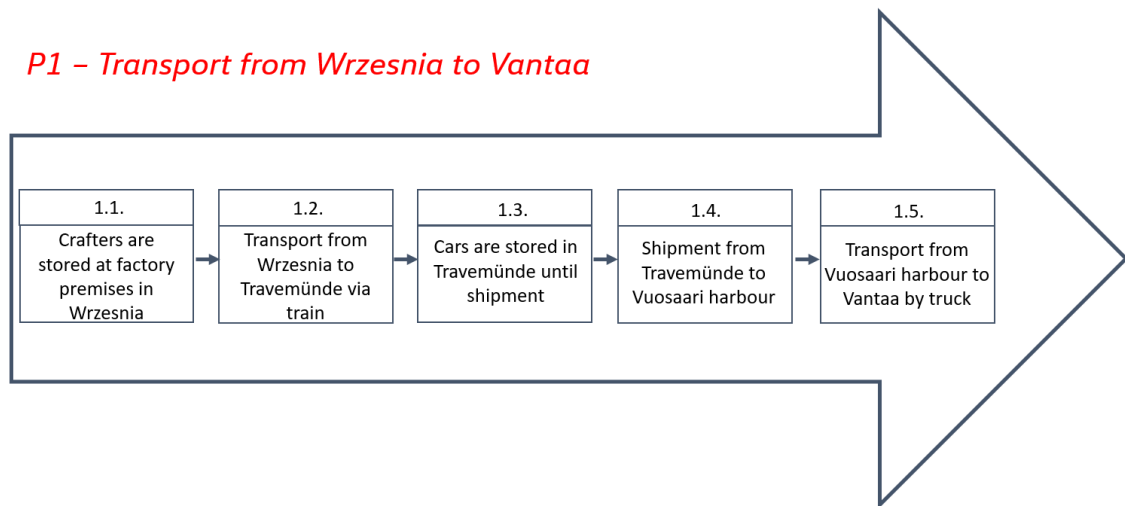 P1 – Transport from Wrzesnia to Vantaa
1.1.
Crafters are
stored at factory
premises in
Wrzesnia
1.2.
Transport from
Wrzesnia to
Travemünde via
train
1.3.
Cars are stored in
Travemünde until
shipment
1.4.
Shipment from
Travemünde to
Vuosaari harbour
1.5.
Transport from
Vuosaari harbour to
Vantaa by truck